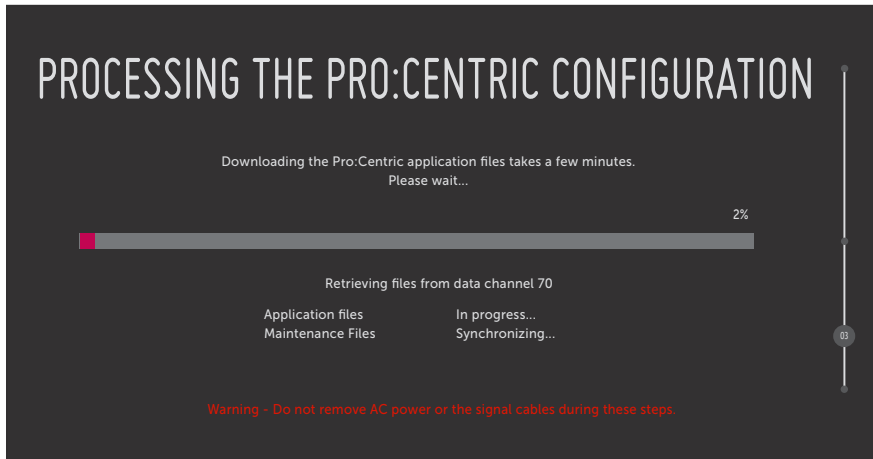 PROCESSING THE PRO:CENTRIC CONFIGURATION
Downloading the Pro:Centric application files takes a few minutes.
Please wait...
2%
Retrieving files from data channel 70
Application files In progress...
Maintenance Files Synchronizing...
03
Warning - Do not remove AC power or the signal cables during these steps.